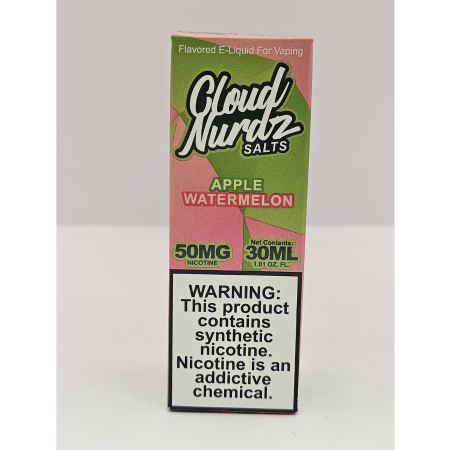 Flavored E-Liquid For Vaping
Cloud
Nurdz
SALTS
APPLE
WATERMELON
50MG
NICOTINE
Net Contents:
30ML
1.01 OZ. FL.
WARNING:
This product
contains
synthetic
nicotine.
Nicotine is an
addictive
chemical.